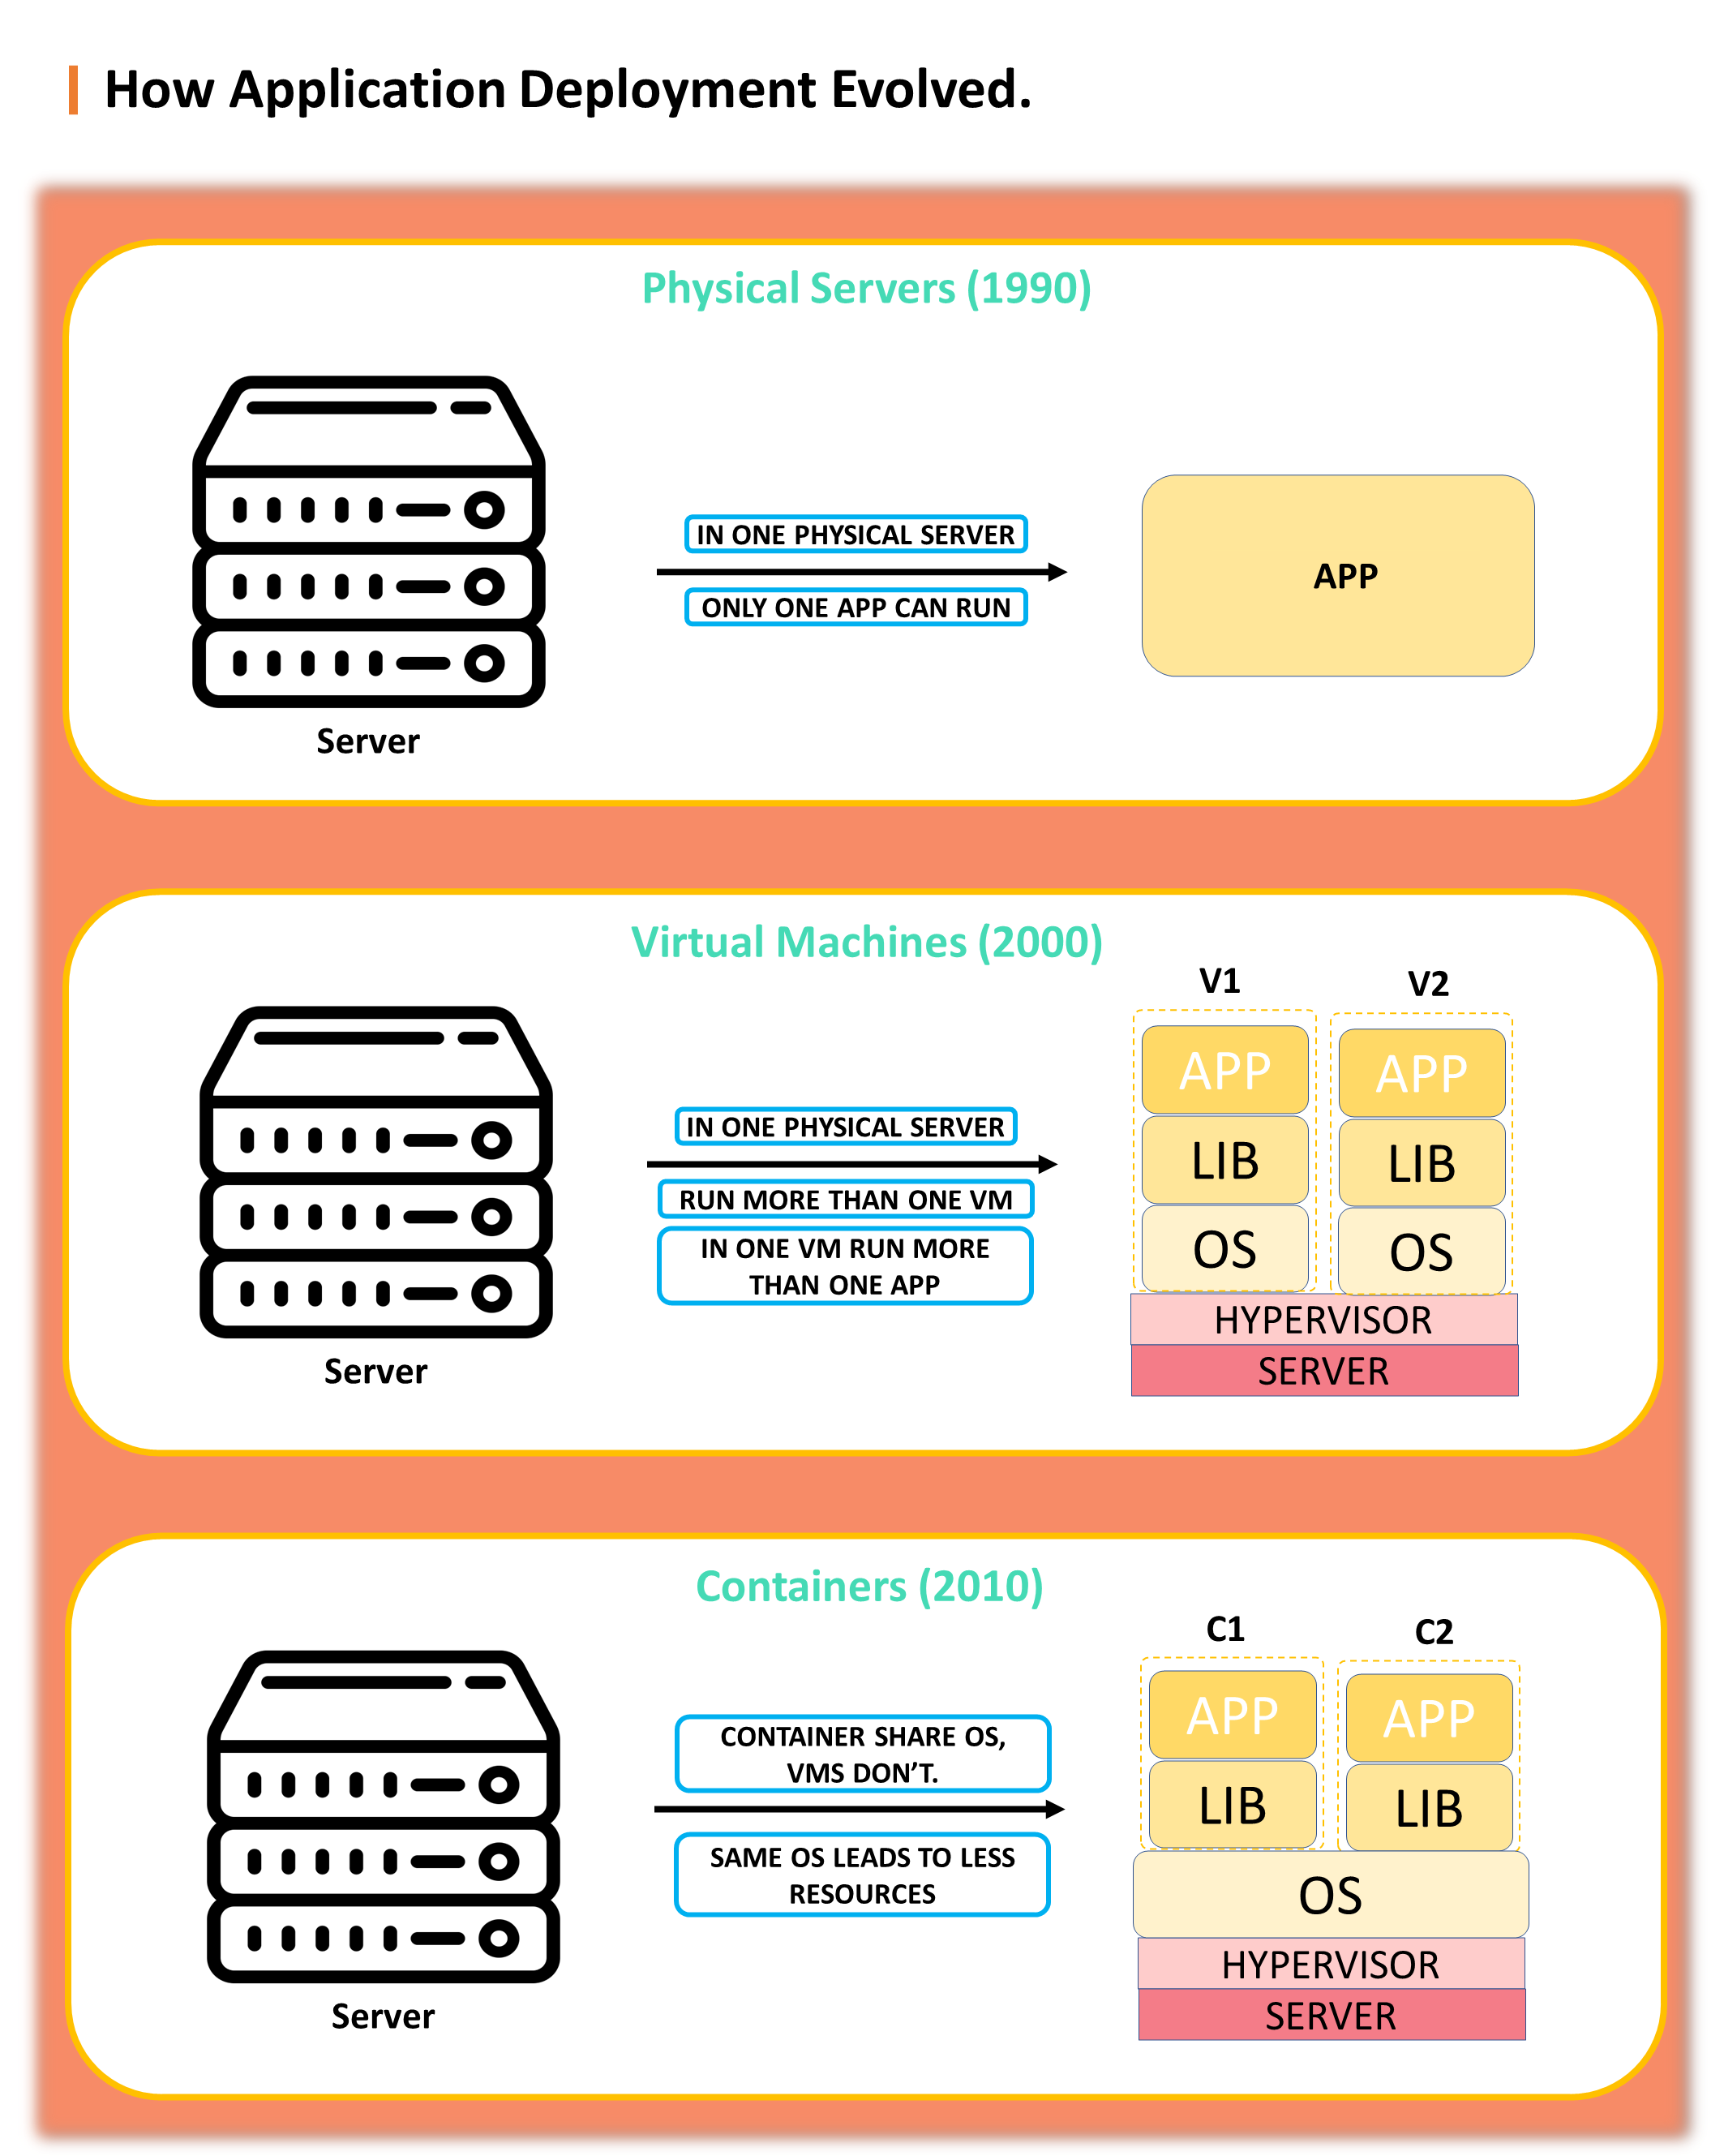 How Application Deployment Evolved.
Physical Servers (1990)
IN ONE PHYSICAL SERVER
ONLY ONE APP CAN RUN
APP
Server
Virtual Machines (2000)
V1
V2
APP
APP
LIB
LIB
OS
OS
HYPERVISOR
SERVER
IN ONE PHYSICAL SERVER
RUN MORE THAN ONE VM
IN ONE VM RUN MORE
THAN ONE APP
Server
Containers (2010)
C1
C2
APP
APP
LIB
LIB
OS
HYPERVISOR
SERVER
CONTAINER SHARE OS,
VMS DON’T.
SAME OS LEADS TO LESS
RESOURCES
Server